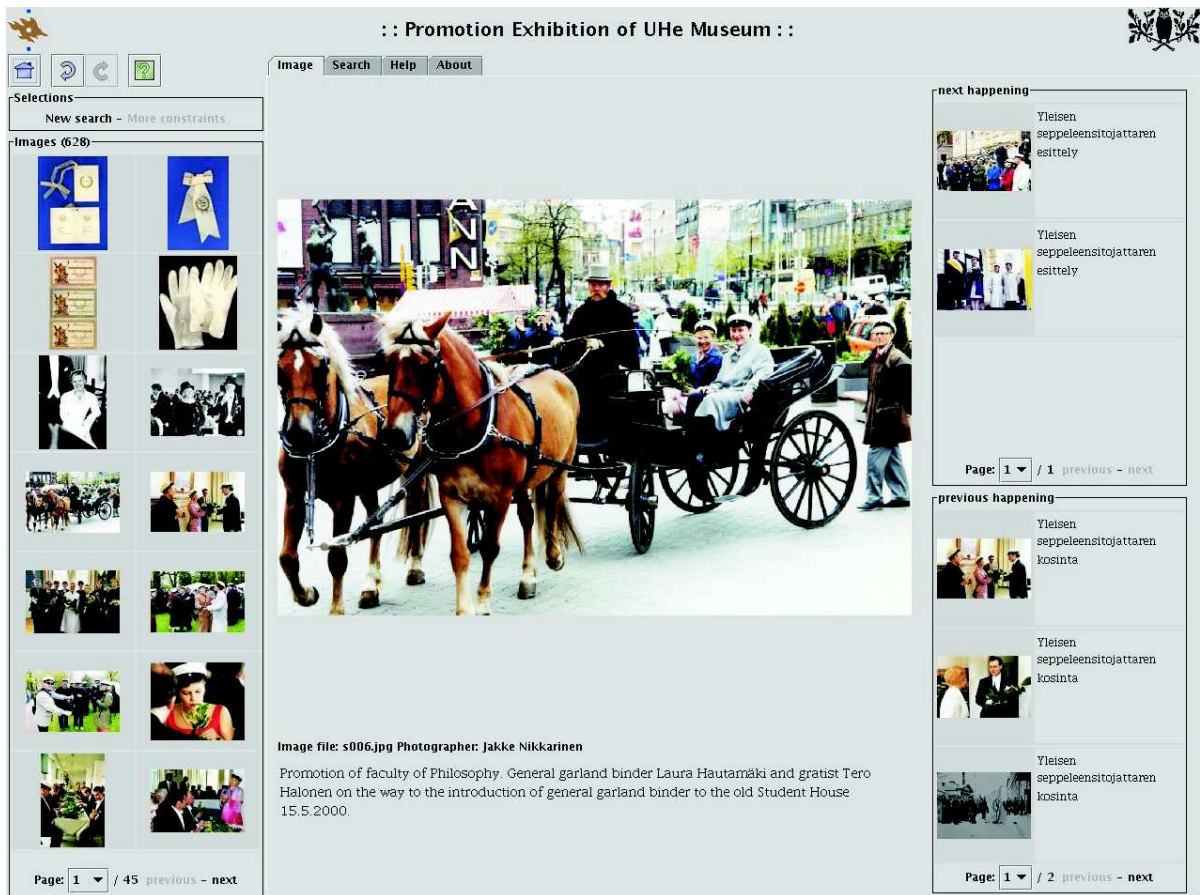 :: Promotion Exhibition of UHe Museum ::
Image Search Help About
Selections
New search – More constraints
Images (628)
Page: 1 / 45 previous – next
ANN
Image file: s006.jpg Photographer: Jakke Nikkarinen
Promotion of faculty of Philosophy. General garland binder Laura Hautamäki and gratist Tero
Halonen on the way to the introduction of general garland binder to the old Student House
15.5.2000.
next happening
Yleisen
seppeleensitojattaren
esittely
Yleisen
seppeleensitojattaren
esittely
Page: 1 / 1 previous – next
previous happening
Yleisen
seppeleensitojattaren
kosinta
Yleisen
seppeleensitojattaren
kosinta
Yleisen
seppeleensitojattaren
kosinta
Page: 1 / 2 previous – next